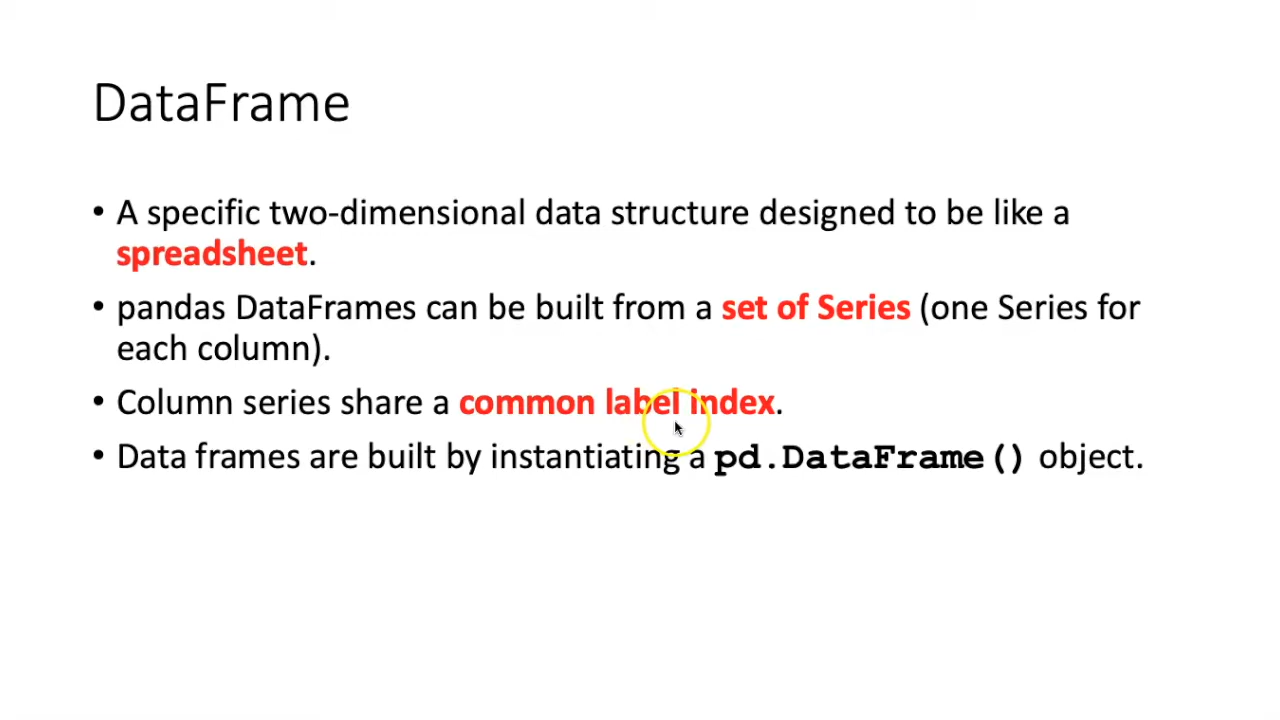 DataFrame
• A specific two-dimensional data structure designed to be like a
spreadsheet.
• pandas DataFrames can be built from a set of Series (one Series for
each column).
• Column series share a common label index.
• Data frames are built by instantiating a pd.DataFrame() object.